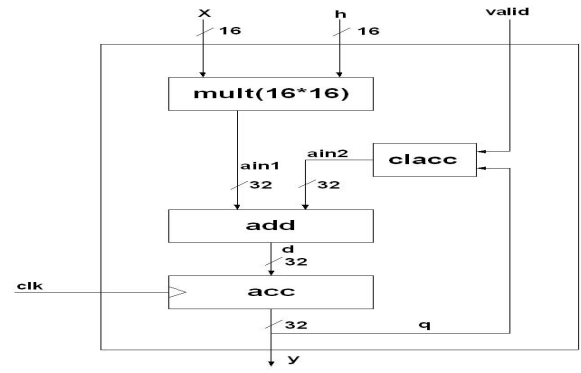 X h valid
16 16
mult(16*16)
ain1 ain2 clacc
32 32
add
d
32
clk acc
32 q
y